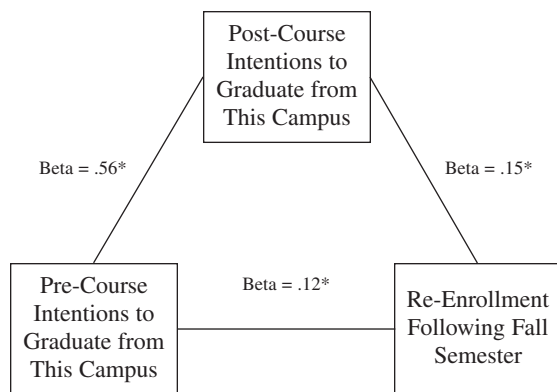 Post-Course
Intentions to
Graduate from
This Campus
Beta = .56*
Beta = .15*
Pre-Course
Intentions to
Graduate from
This Campus
Beta = .12*
Re-Enrollment
Following Fall
Semester